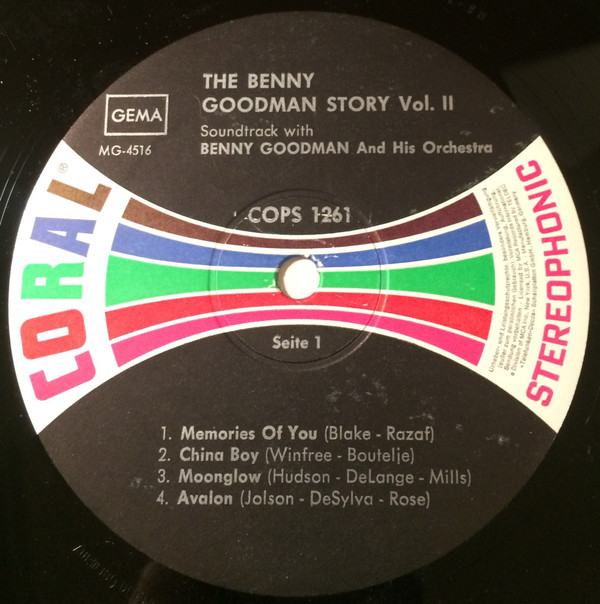 THE BENNY
GOODMAN STORY Vol. II
GEMA
Soundtrack with
MG-4516
BENNY GOODMAN And His Orchestra
CORAL®
COPS 1261
STEREOPHONIC
Seite 1
1. Memories Of You (Blake - Razaf)
2. China Boy (Winfree - Boutelje)
3. Moonglow (Hudson - DeLange - Mills)
4. Avalon (Jolson - DeSylva - Rose)